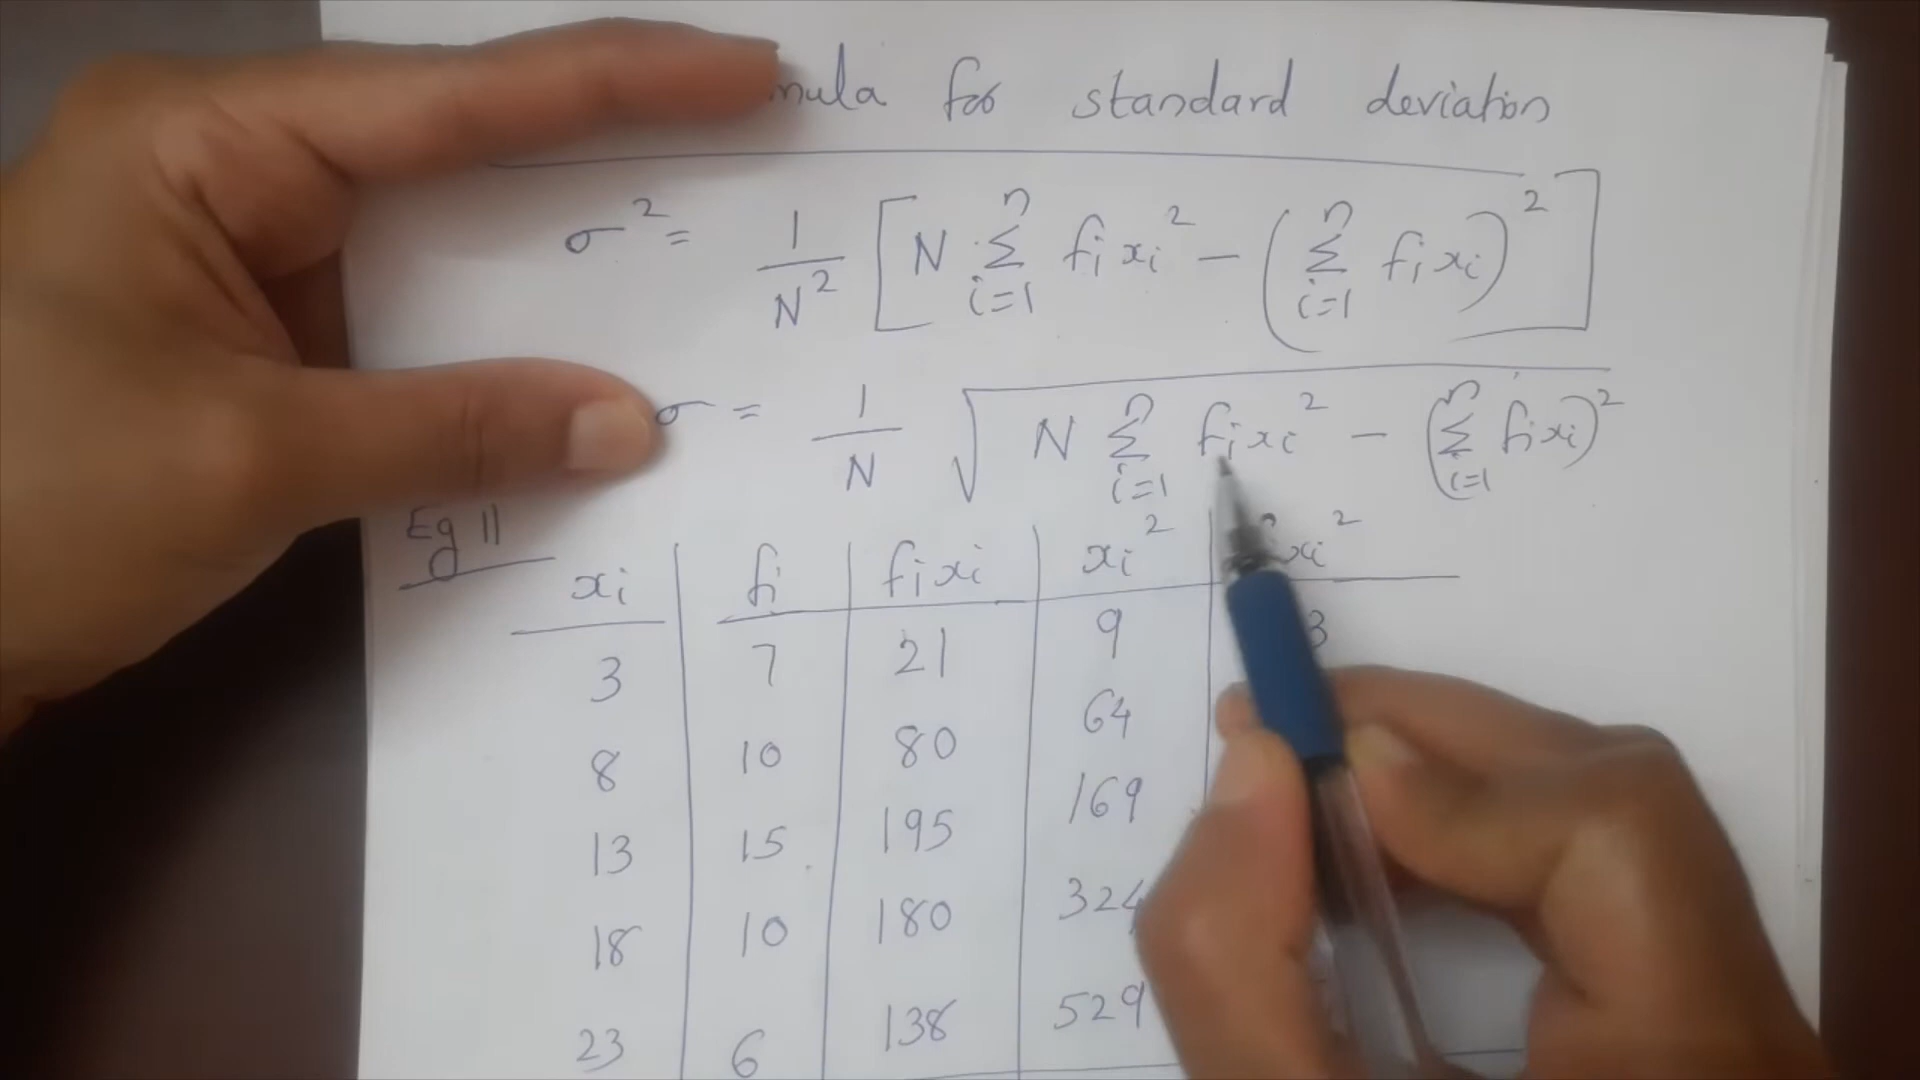 for standard deviation
σ² = 1/N² [N Σ_{i=1}^{n} fᵢxᵢ² − (Σ_{i=1}^{n} fᵢxᵢ)²]
σ = 1/N √(N Σ_{i=1}^{n} fᵢxᵢ² − (Σ_{i=1}^{n} fᵢxᵢ)²)
Eg 11
xᵢ fᵢ fᵢxᵢ xᵢ²
3 7 21 9
8 10 80 64
13 15 195 169
18 10 180 324
23 6 138 529